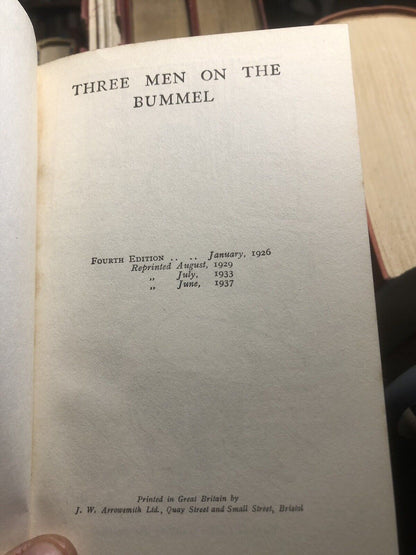 THREE MEN ON THE
BUMMEL
FOURTH EDITION .. .. January, 1926
Reprinted August, 1929
„ July, 1933
„ June, 1937
Printed in Great Britain by
J. W. Arrowsmith Ltd., Quay Street and Small Street, Bristol